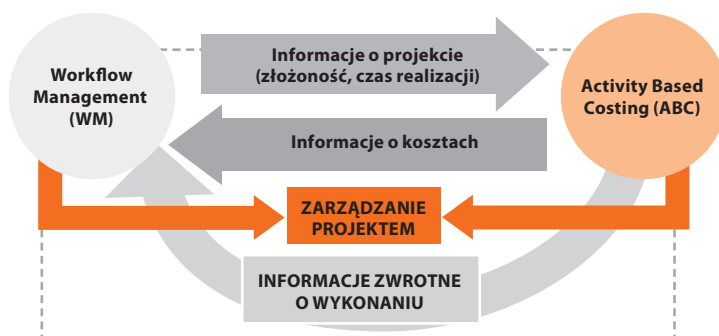 Workflow
Management
(WM)
Informacje o projekcie
(złożoność, czas realizacji)
Activity Based
Costing (ABC)
Informacje o kosztach
ZARZĄDZANIE
PROJEKTEM
INFORMACJE ZWROTNE
O WYKONANIU